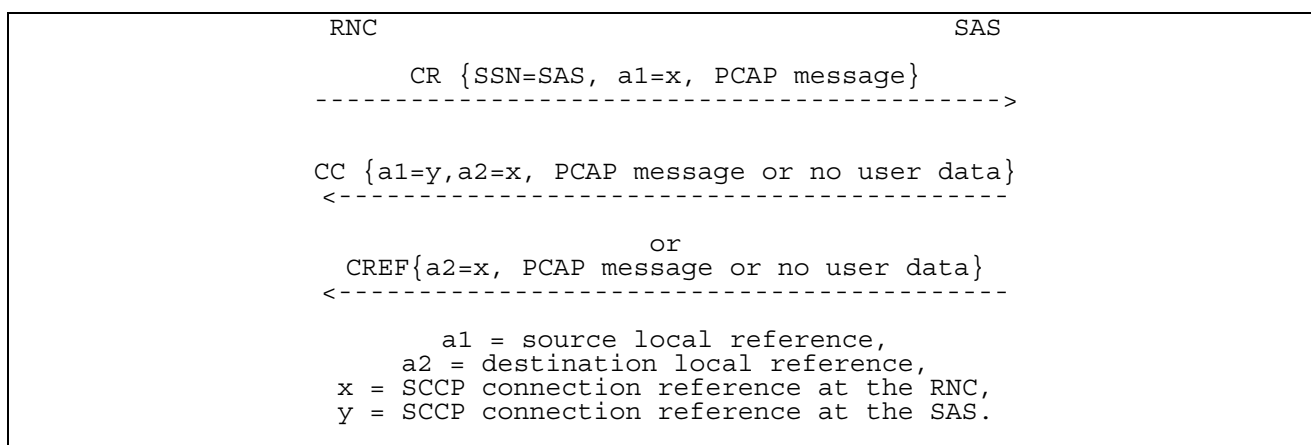 RNC SAS
CR {SSN=SAS, a1=x, PCAP message}
------------------------------------------->
CC {a1=y,a2=x, PCAP message or no user data}
<------------------------------------------
or
CREF{a2=x, PCAP message or no user data}
<------------------------------------------
a1 = source local reference,
a2 = destination local reference,
x = SCCP connection reference at the RNC,
y = SCCP connection reference at the SAS.